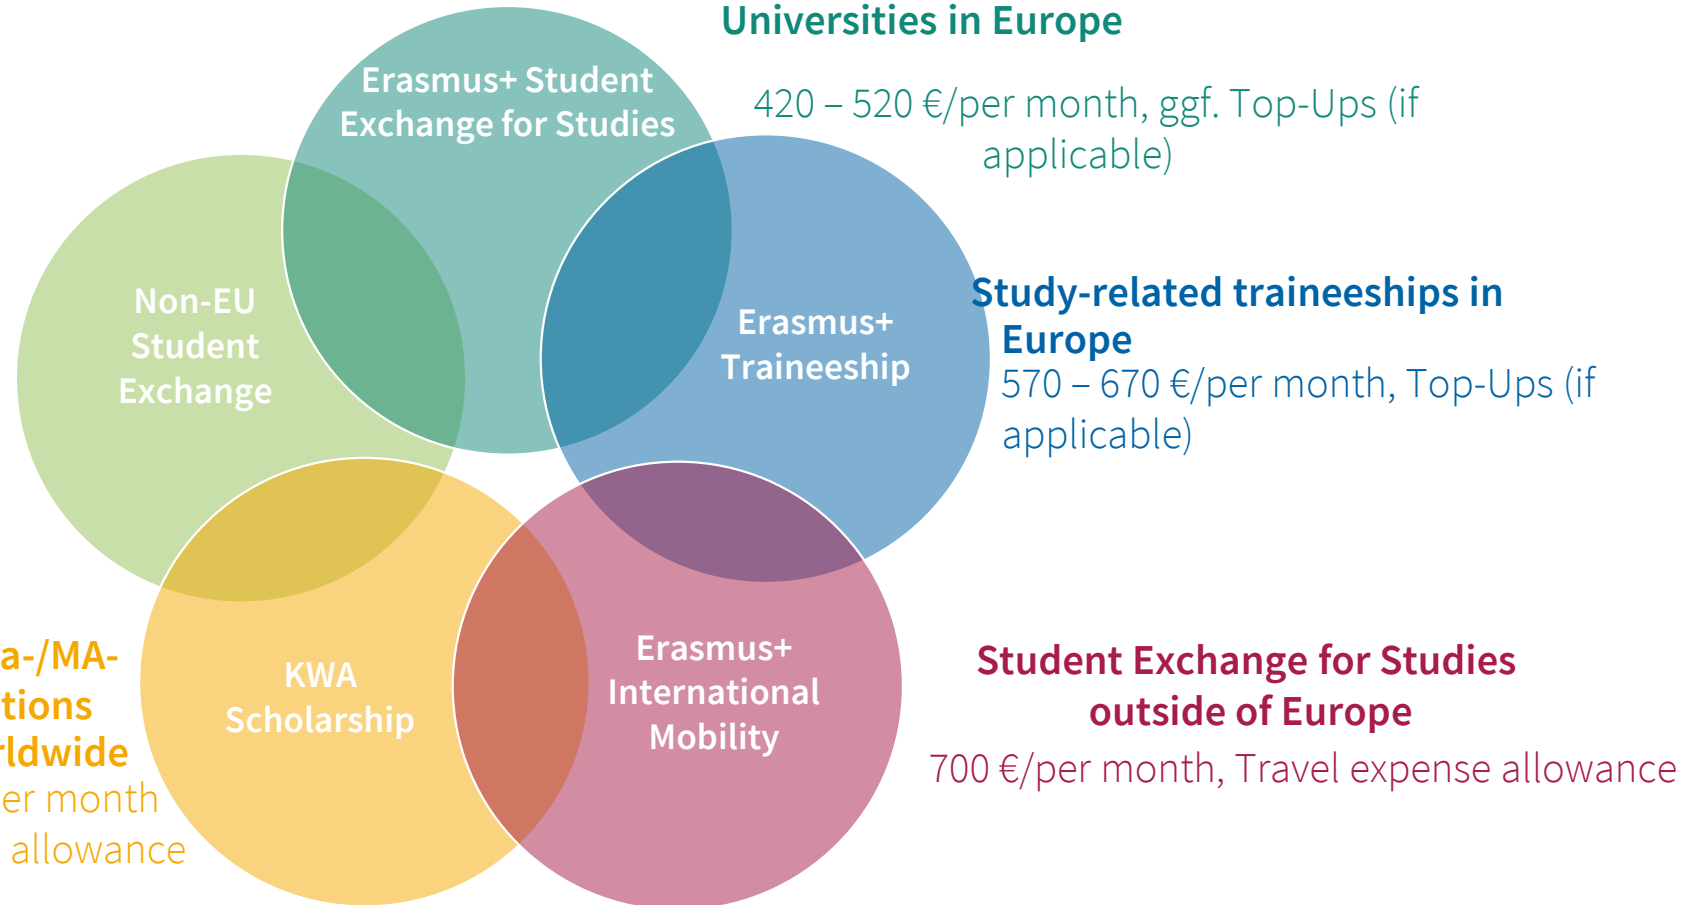 Universities in Europe
Erasmus+ Student
Exchange for Studies
420 – 520 €/per month, ggf. Top-Ups (if
applicable)
Non-EU
Student
Exchange
Erasmus+
Traineeship
Study-related traineeships in
Europe
570 – 670 €/per month, Top-Ups (if
applicable)
a-/MA-
tions
rldwide
er month
allowance
KWA
Scholarship
Erasmus+
International
Mobility
Student Exchange for Studies
outside of Europe
700 €/per month, Travel expense allowance